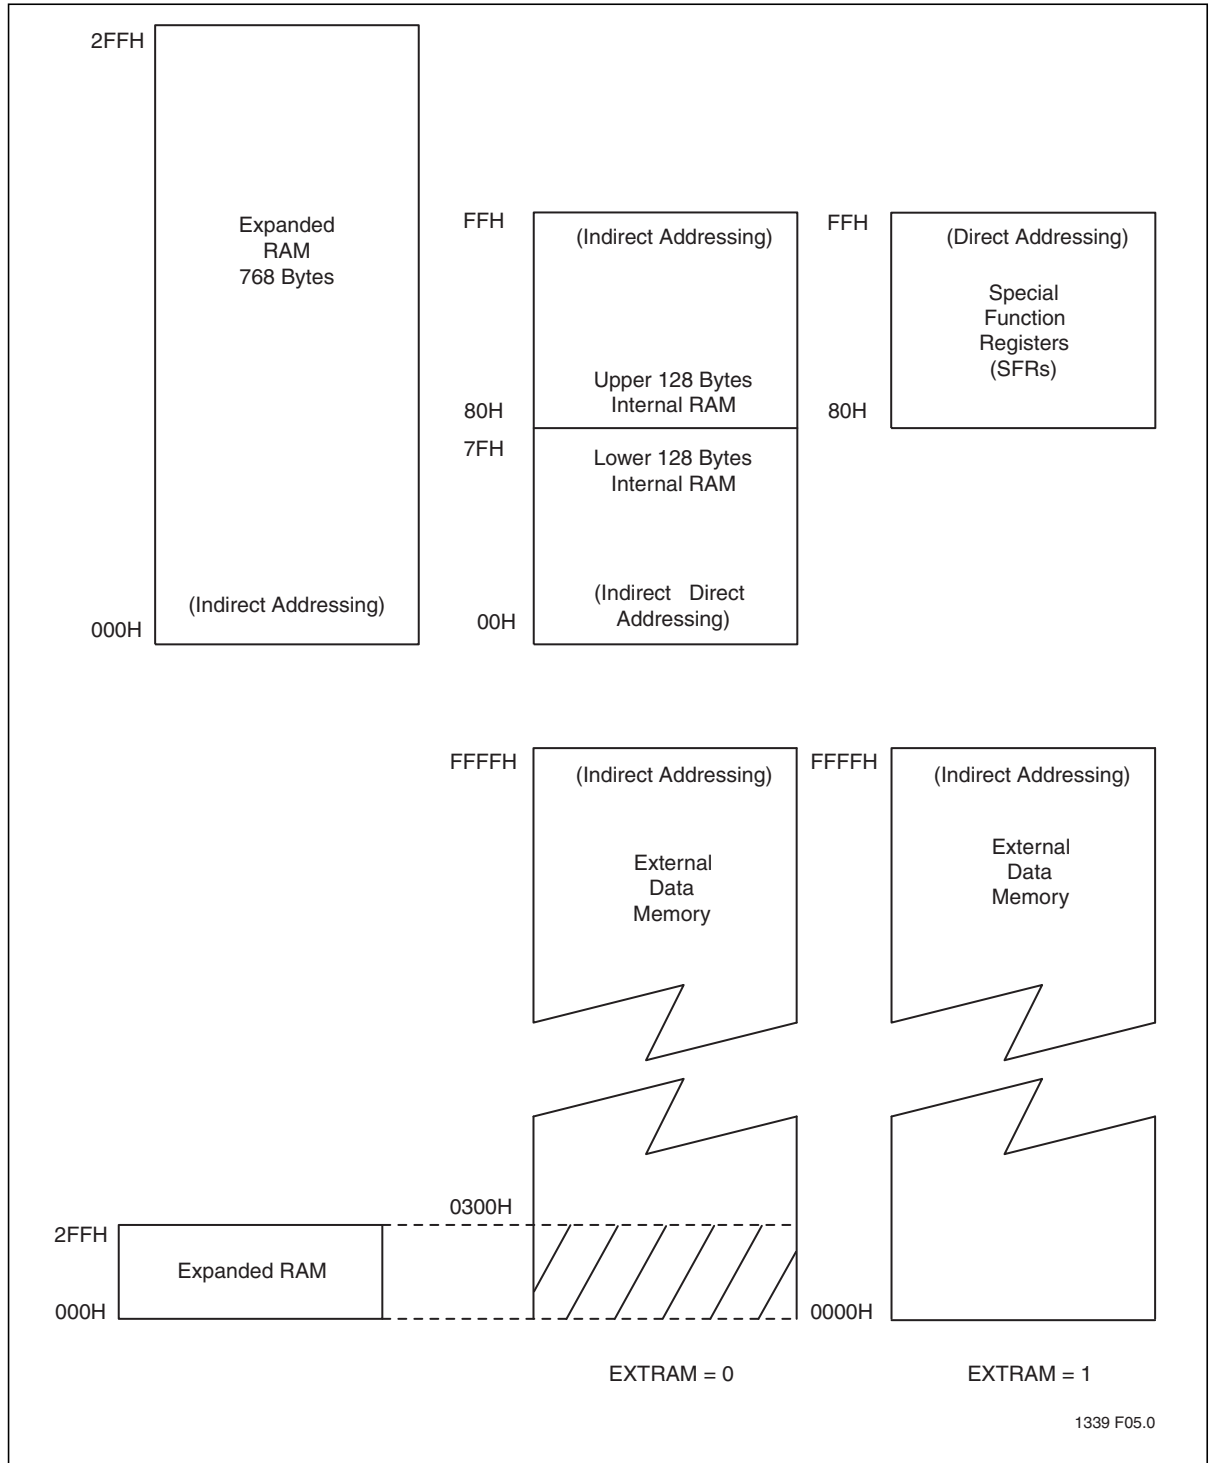 2FFH
Expanded
RAM
768 Bytes
(Indirect Addressing)
000H
FFH
(Indirect Addressing)
Upper 128 Bytes
Internal RAM
80H
7FH
Lower 128 Bytes
Internal RAM
(Indirect Direct
Addressing)
00H
FFH
(Direct Addressing)
Special
Function
Registers
(SFRs)
80H
FFFFH
(Indirect Addressing)
External
Data
Memory
FFFFH
(Indirect Addressing)
External
Data
Memory
0300H
2FFH
Expanded RAM
000H
0000H
EXTRAM = 0
EXTRAM = 1
1339 F05.0